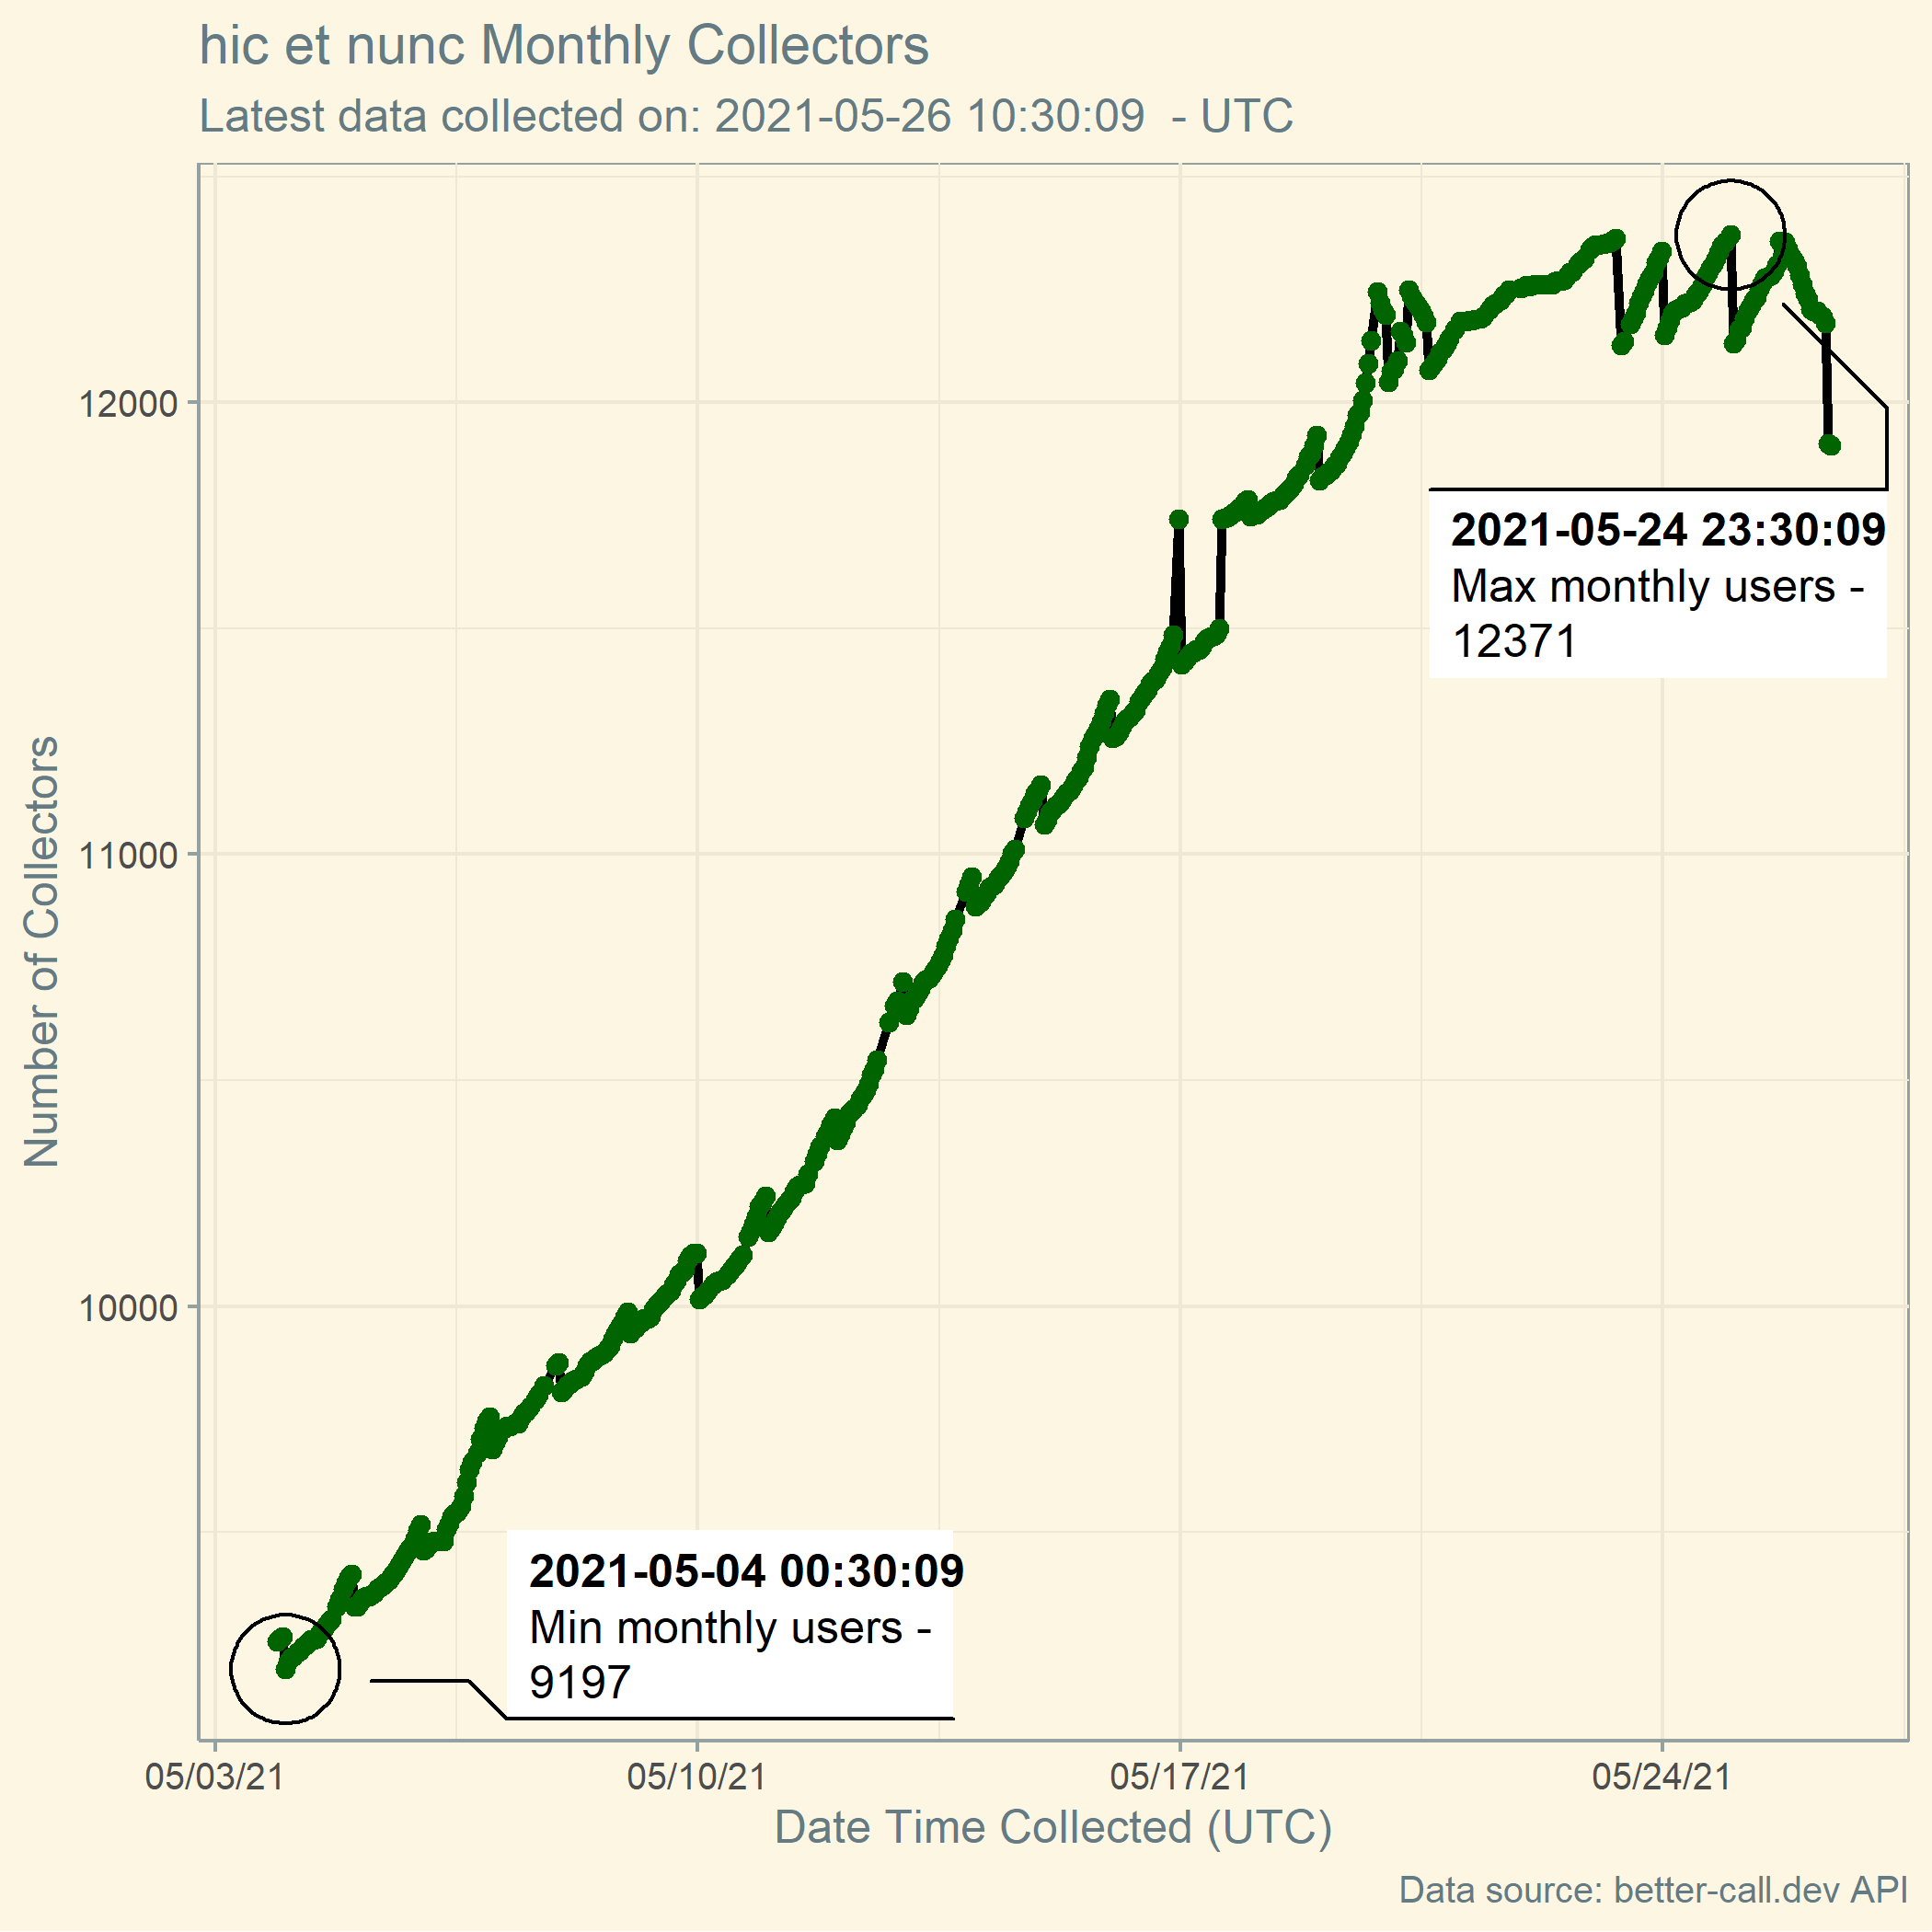 hic et nunc Monthly Collectors
Latest data collected on: 2021-05-26 10:30:09  - UTC
Number of Collectors
12000
11000
10000
2021-05-24 23:30:09
Max monthly users -
12371
2021-05-04 00:30:09
Min monthly users -
9197
05/03/21
05/10/21
05/17/21
05/24/21
Date Time Collected (UTC)
Data source: better-call.dev API